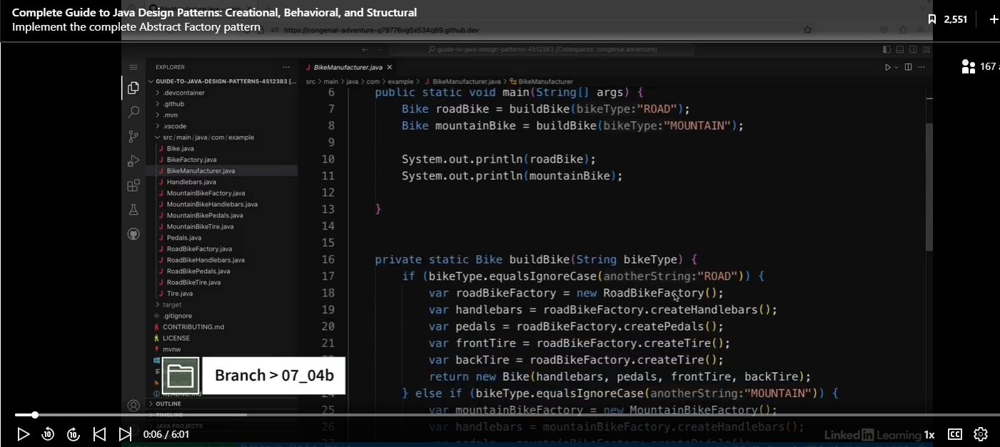 Complete Guide to Java Design Patterns: Creational, Behavioral, and Structural
Implement the complete Abstract Factory pattern
2,551
https://congenial-adventure-q79776vg5x534q69.github.dev
guide-to-java-design-patterns-4512383 [Codespaces: congenial adventure]
167
EXPLORER
GUIDE-TO-JAVA-DESIGN-PATTERNS-4512383 [...
.devcontainer
.github
.mvn
.vscode
src/main/java/com/example
Bike.java
BikeFactory.java
BikeManufacturer.java
Handlebars.java
MountainBikeFactory.java
MountainBikeHandlebars.java
MountainBikePedals.java
MountainBikeTire.java
Pedals.java
RoadBikeFactory.java
RoadBikeHandlebars.java
RoadBikePedals.java
RoadBikeTire.java
Tire.java
target
.gitignore
CONTRIBUTING.md
LICENSE
mvnw
README.md
OUTLINE
TIMELINE
JAVA PROJECTS
BikeManufacturer.java
src > main > java > com > example > BikeManufacturer.java > BikeManufacturer
6 public static void main(String[] args) {
7 Bike roadBike = buildBike(bikeType:"ROAD");
8 Bike mountainBike = buildBike(bikeType:"MOUNTAIN");
9
10 System.out.println(roadBike);
11 System.out.println(mountainBike);
12
13 }
14
15
16 private static Bike buildBike(String bikeType) {
17 if (bikeType.equalsIgnoreCase(anotherString:"ROAD")) {
18 var roadBikeFactory = new RoadBikeFactory();
19 var handlebars = roadBikeFactory.createHandlebars();
20 var pedals = roadBikeFactory.createPedals();
21 var frontTire = roadBikeFactory.createTire();
var backTire = roadBikeFactory.createTire();
return new Bike(handlebars, pedals, frontTire, backTire);
24 } else if (bikeType.equalsIgnoreCase(anotherString:"MOUNTAIN")) {
25 var mountainBikeFactory = new MountainBikeFactory();
26 var handlebars = mountainBikeFactory.createHandlebars();
Branch > 07_04b
10
10
0:06 / 6:01
LinkedIn Learning
1x
CC